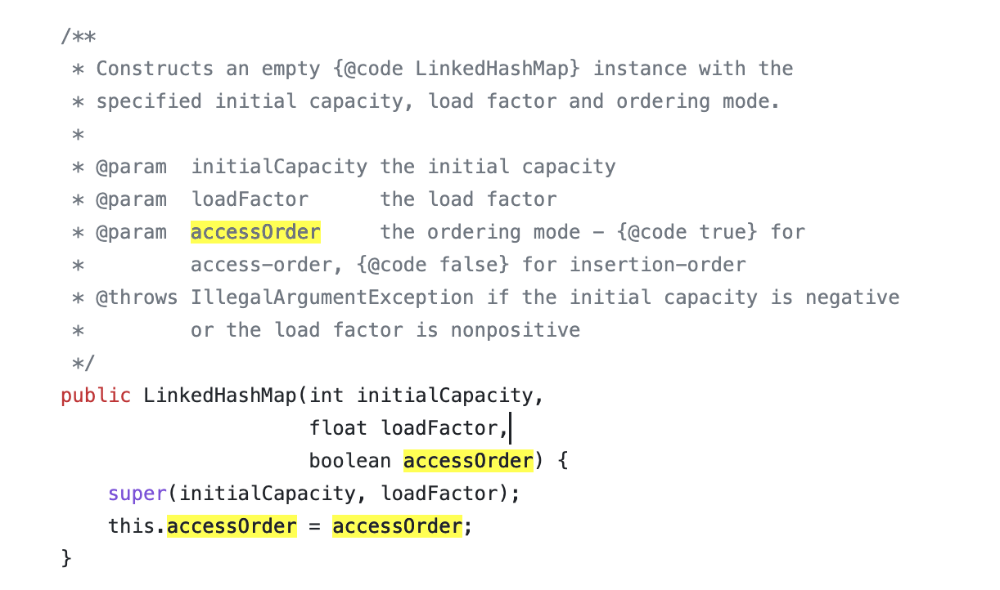 /**
 * Constructs an empty {@code LinkedHashMap} instance with the
 * specified initial capacity, load factor and ordering mode.
 *
 * @param  initialCapacity the initial capacity
 * @param  loadFactor      the load factor
 * @param  accessOrder     the ordering mode - {@code true} for
 *         access-order, {@code false} for insertion-order
 * @throws IllegalArgumentException if the initial capacity is negative
 *         or the load factor is nonpositive
 */
public LinkedHashMap(int initialCapacity,
                     float loadFactor,
                     boolean accessOrder) {
    super(initialCapacity, loadFactor);
    this.accessOrder = accessOrder;
}